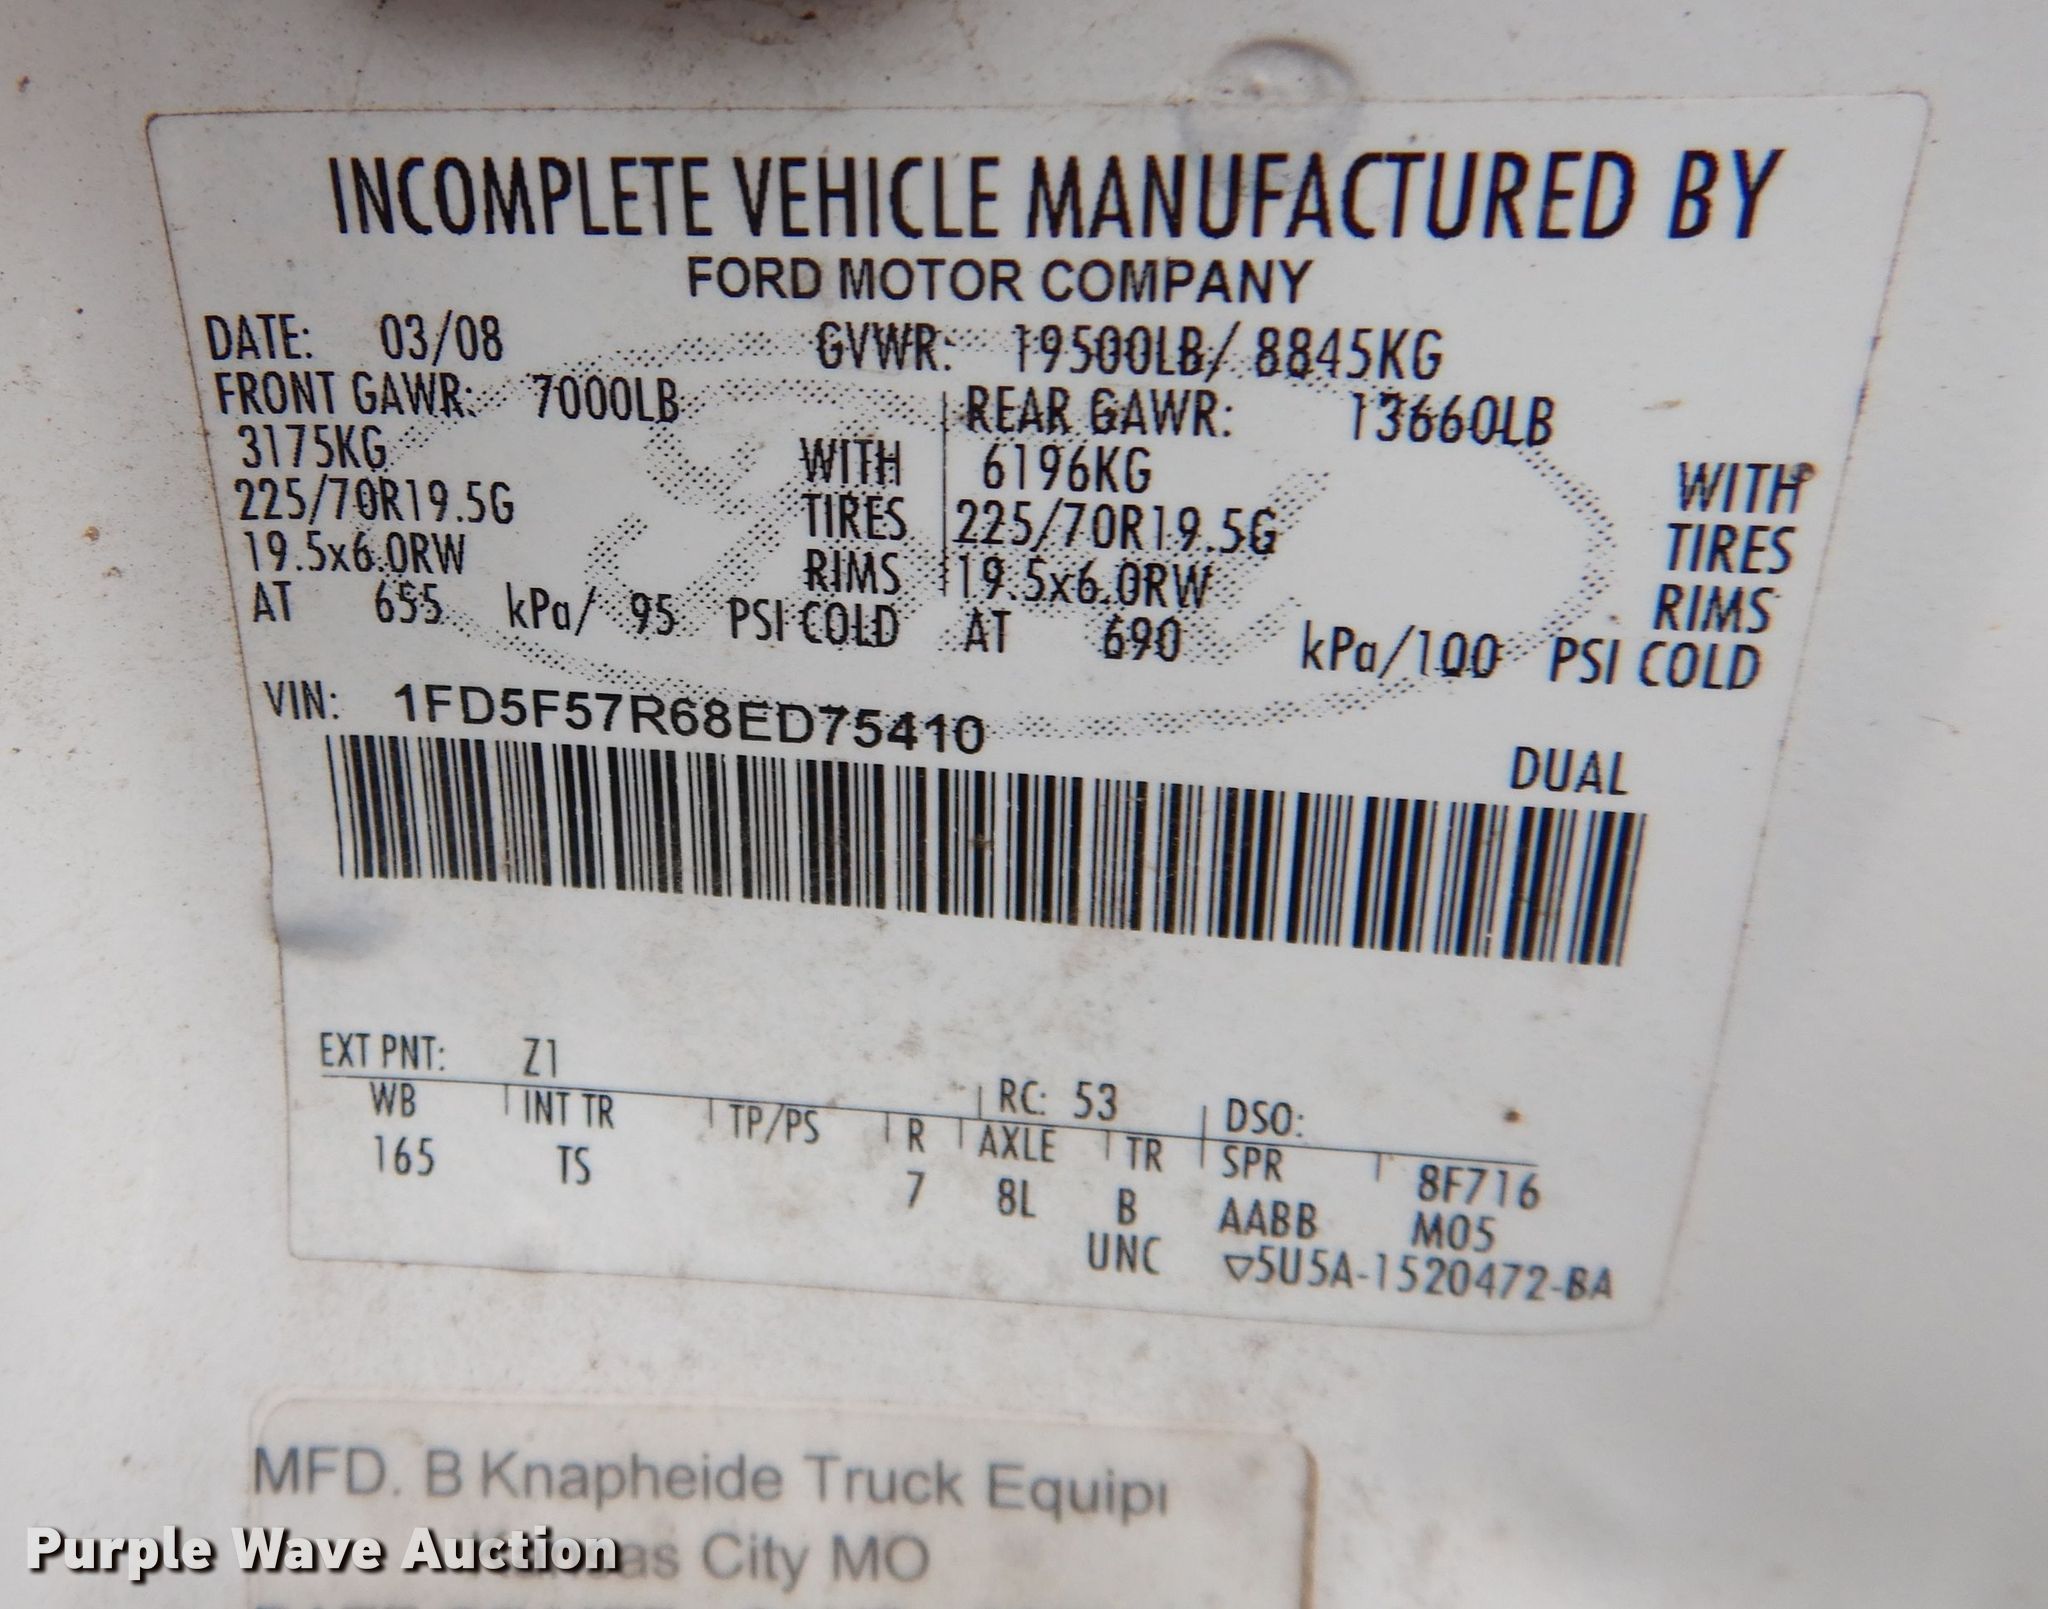 INCOMPLETE VEHICLE MANUFACTURED BY
FORD MOTOR COMPANY
DATE: 03/08 GVWR: 19500LB/ 8845KG
FRONT GAWR: 7000LB REAR GAWR: 13660LB
3175KG WITH 6196KG WITH
225/70R19.5G TIRES 225/70R19.5G TIRES
19.5x6.0RW RIMS 19.5x6.0RW RIMS
AT 655 kPa/ 95 PSI COLD AT 690 kPa/100 PSI COLD
VIN: 1FD5F57R68ED75410
DUAL
EXT PNT: Z1 RC: 53 DSO:
WB INT TR TP/PS R AXLE TR SPR 8F716
165 TS 7 8L B AABB M05
UNC ▽5U5A-1520472-BA
MFD. B Knapheide Truck Equip
City MO
Purple Wave Auction